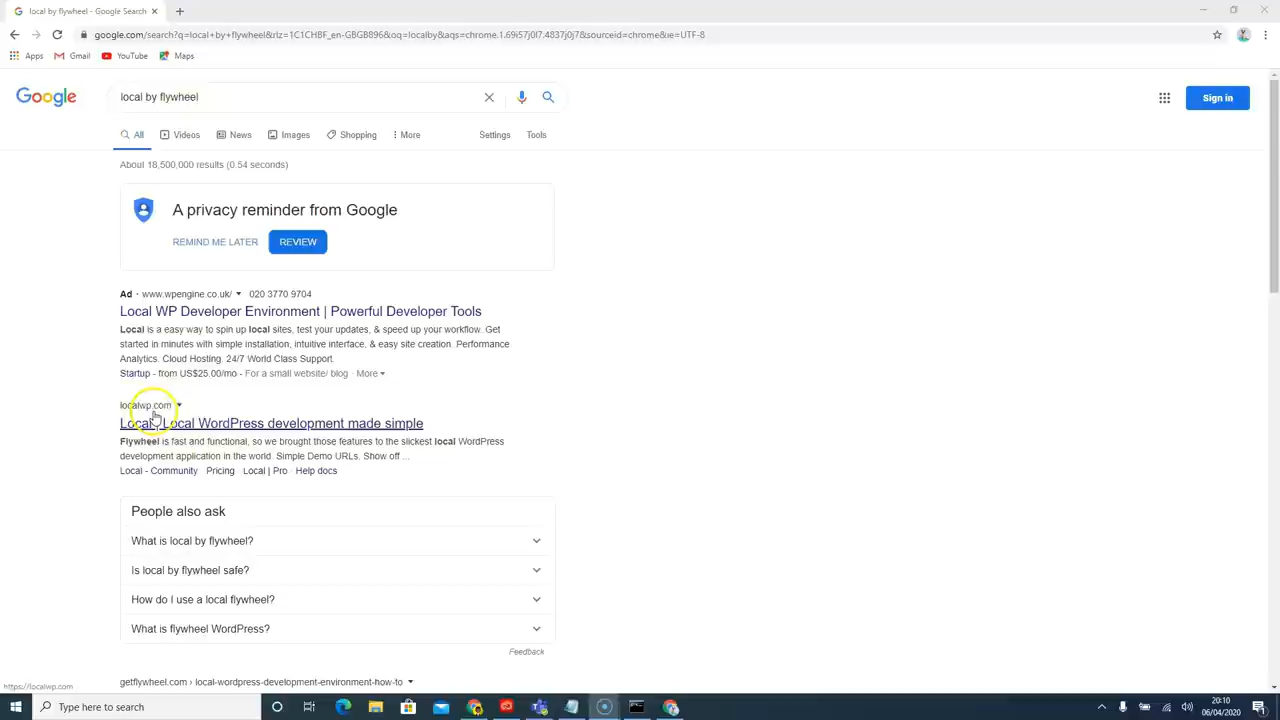 local by flywheel - Google Search
google.com/search?q=local+by+flywheel&rlz=1C1CHBF_en-GBGB896&oq=localby&aqs=chrome.1.69i57j0l7.4837j0j7&sourceid=chrome&ie=UTF-8
Apps Gmail YouTube Maps
Google local by flywheel Sign in
All Videos News Images Shopping More Settings Tools
About 18,500,000 results (0.54 seconds)
A privacy reminder from Google
REMIND ME LATER REVIEW
Ad · www.wpengine.co.uk/ 020 3770 9704
Local WP Developer Environment | Powerful Developer Tools
Local is a easy way to spin up local sites, test your updates, & speed up your workflow. Get
started in minutes with simple installation, intuitive interface, & easy site creation. Performance
Analytics. Cloud Hosting. 24/7 World Class Support.
Startup - from US$25.00/mo - For a small website/ blog · More
localwp.com
Local | Local WordPress development made simple
Flywheel is fast and functional, so we brought those features to the slickest local WordPress
development application in the world. Simple Demo URLs. Show off ...
Local - Community · Pricing · Local | Pro · Help docs
People also ask
What is local by flywheel?
Is local by flywheel safe?
How do I use a local flywheel?
What is flywheel WordPress?
Feedback
getflywheel.com › local-wordpress-development-environment-how-to
https://localwp.com
Type here to search
20:10
06/04/2020